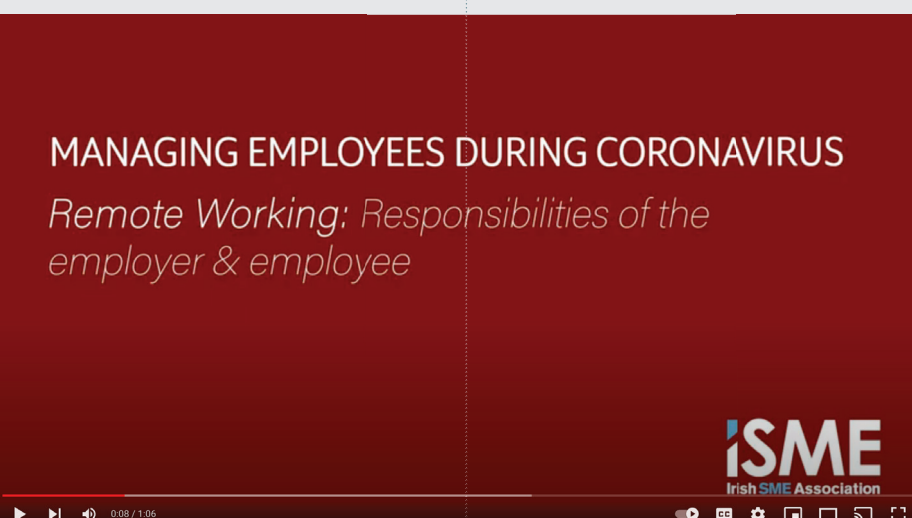 MANAGING EMPLOYEES DURING CORONAVIRUS
Remote Working: Responsibilities of the
employer & employee
iSME
Irish SME Association
0:08 / 1:06
CC